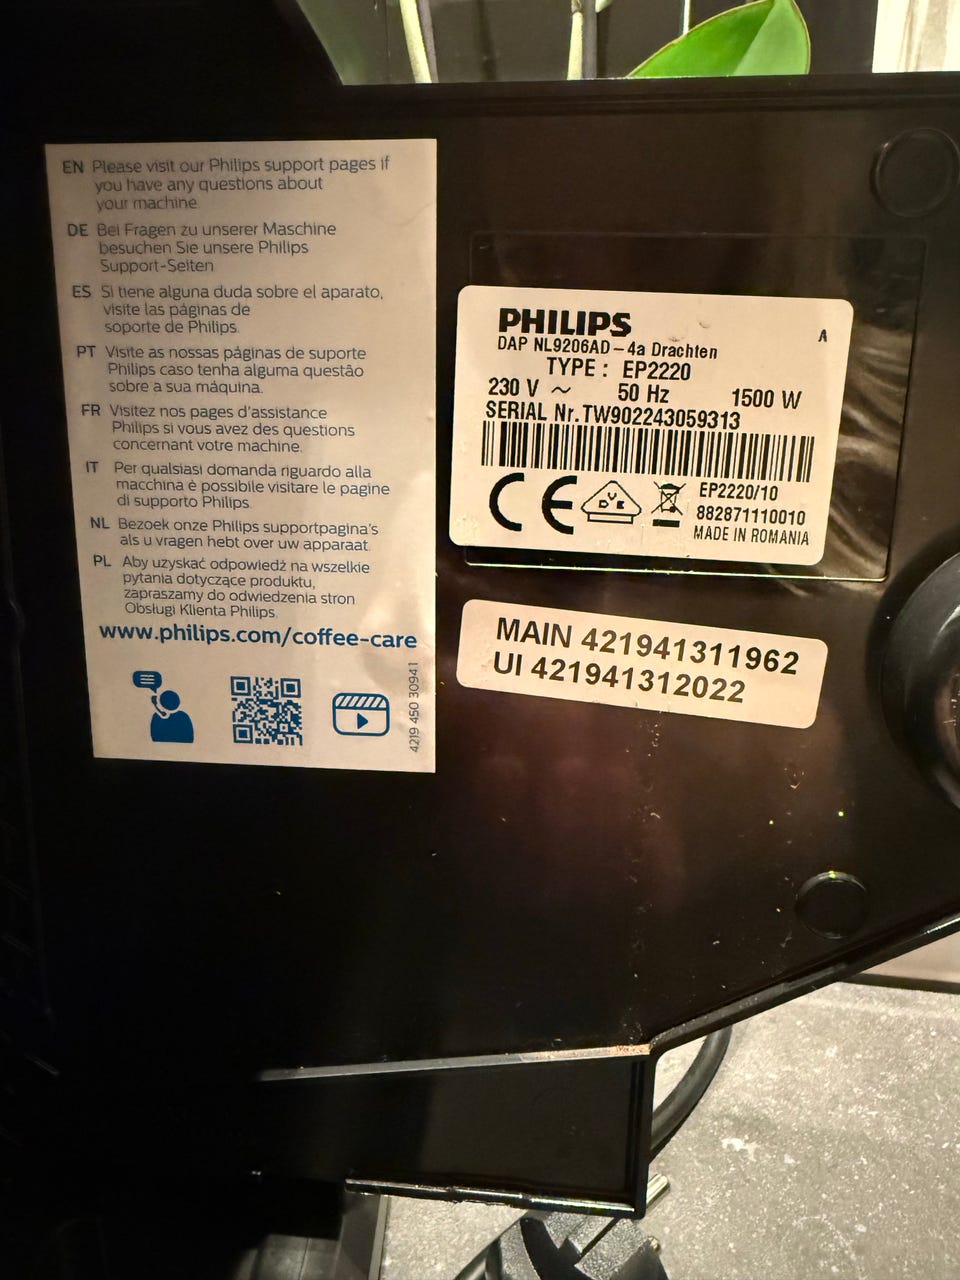 EN Please visit our Philips support pages if
you have any questions about
your machine.
DE Bei Fragen zu unserer Maschine
besuchen Sie unsere Philips
Support-Seiten
ES Si tiene alguna duda sobre el aparato,
visite las páginas de
soporte de Philips.
PT Visite as nossas páginas de suporte
Philips caso tenha alguma questão
sobre a sua máquina.
FR Visitez nos pages d'assistance
Philips si vous avez des questions
concernant votre machine.
IT Per qualsiasi domanda riguardo alla
macchina è possibile visitare le pagine
di supporto Philips.
NL Bezoek onze Philips supportpagina's
als u vragen hebt over uw apparaat.
PL Aby uzyskać odpowiedź na wszelkie
pytania dotyczące produktu,
zapraszamy do odwiedzenia stron
Obsługi Klienta Philips.
www.philips.com/coffee-care
4219 450 30941
PHILIPS
A
DAP NL9206AD-4a Drachten
TYPE : EP2220
230 V ~ 50 Hz 1500 W
SERIAL Nr.TW902243059313
CE
DVE
EP2220/10
882871110010
MADE IN ROMANIA
MAIN 421941311962
UI 421941312022